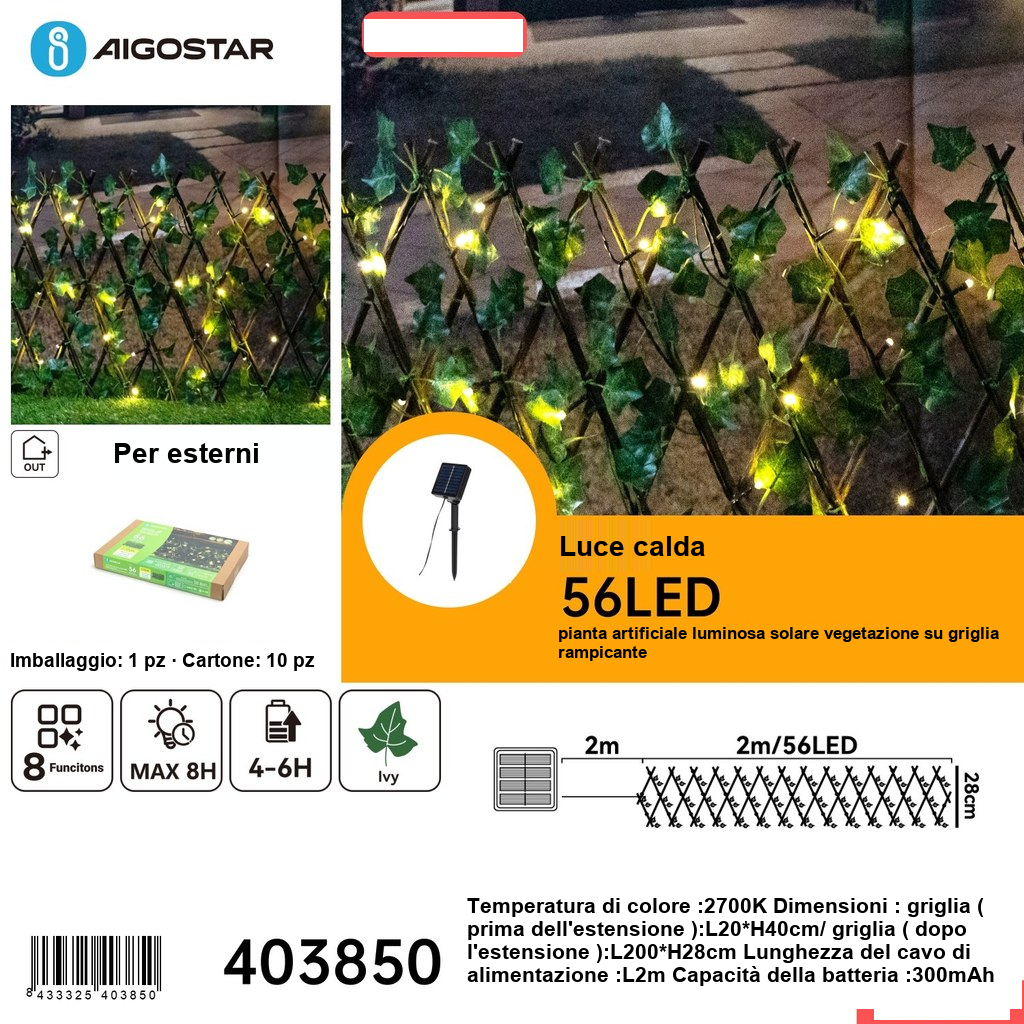 AIGOSTAR
OUT
Per esterni
Imballaggio: 1 pz · Cartone: 10 pz
Luce calda
56LED
pianta artificiale luminosa solare vegetazione su griglia
rampicante
8 Funcitons
MAX 8H
4-6H
Ivy
2m
2m/56LED
28cm
Temperatura di colore :2700K Dimensioni : griglia (
prima dell'estensione ):L20*H40cm/ griglia ( dopo
l'estensione ):L200*H28cm Lunghezza del cavo di
alimentazione :L2m Capacità della batteria :300mAh
403850
8 433325 403850